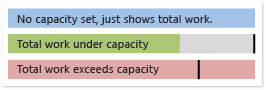 No capacity set, just shows total work.
Total work under capacity
Total work exceeds capacity